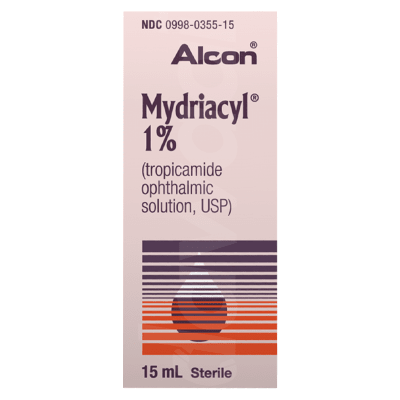 NDC 0998-0355-15
Alcon®
Mydriacyl®
1%
(tropicamide
ophthalmic
solution, USP)
15 mL Sterile